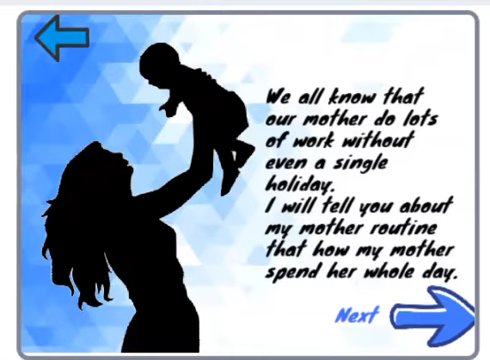 We all know that
our mother do lots
of work without
even a single
holiday.
I will tell you about
my mother routine
that how my mother
spend her whole day.
Next